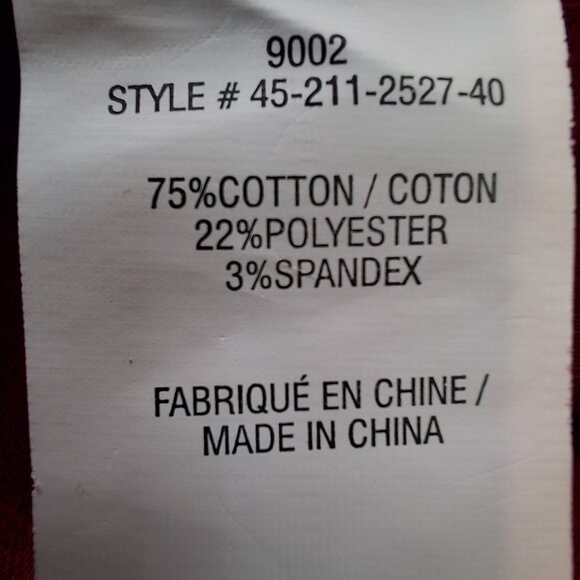 9002
STYLE # 45-211-2527-40
75%COTTON / COTON
22%POLYESTER
3%SPANDEX
FABRIQUÉ EN CHINE /
MADE IN CHINA